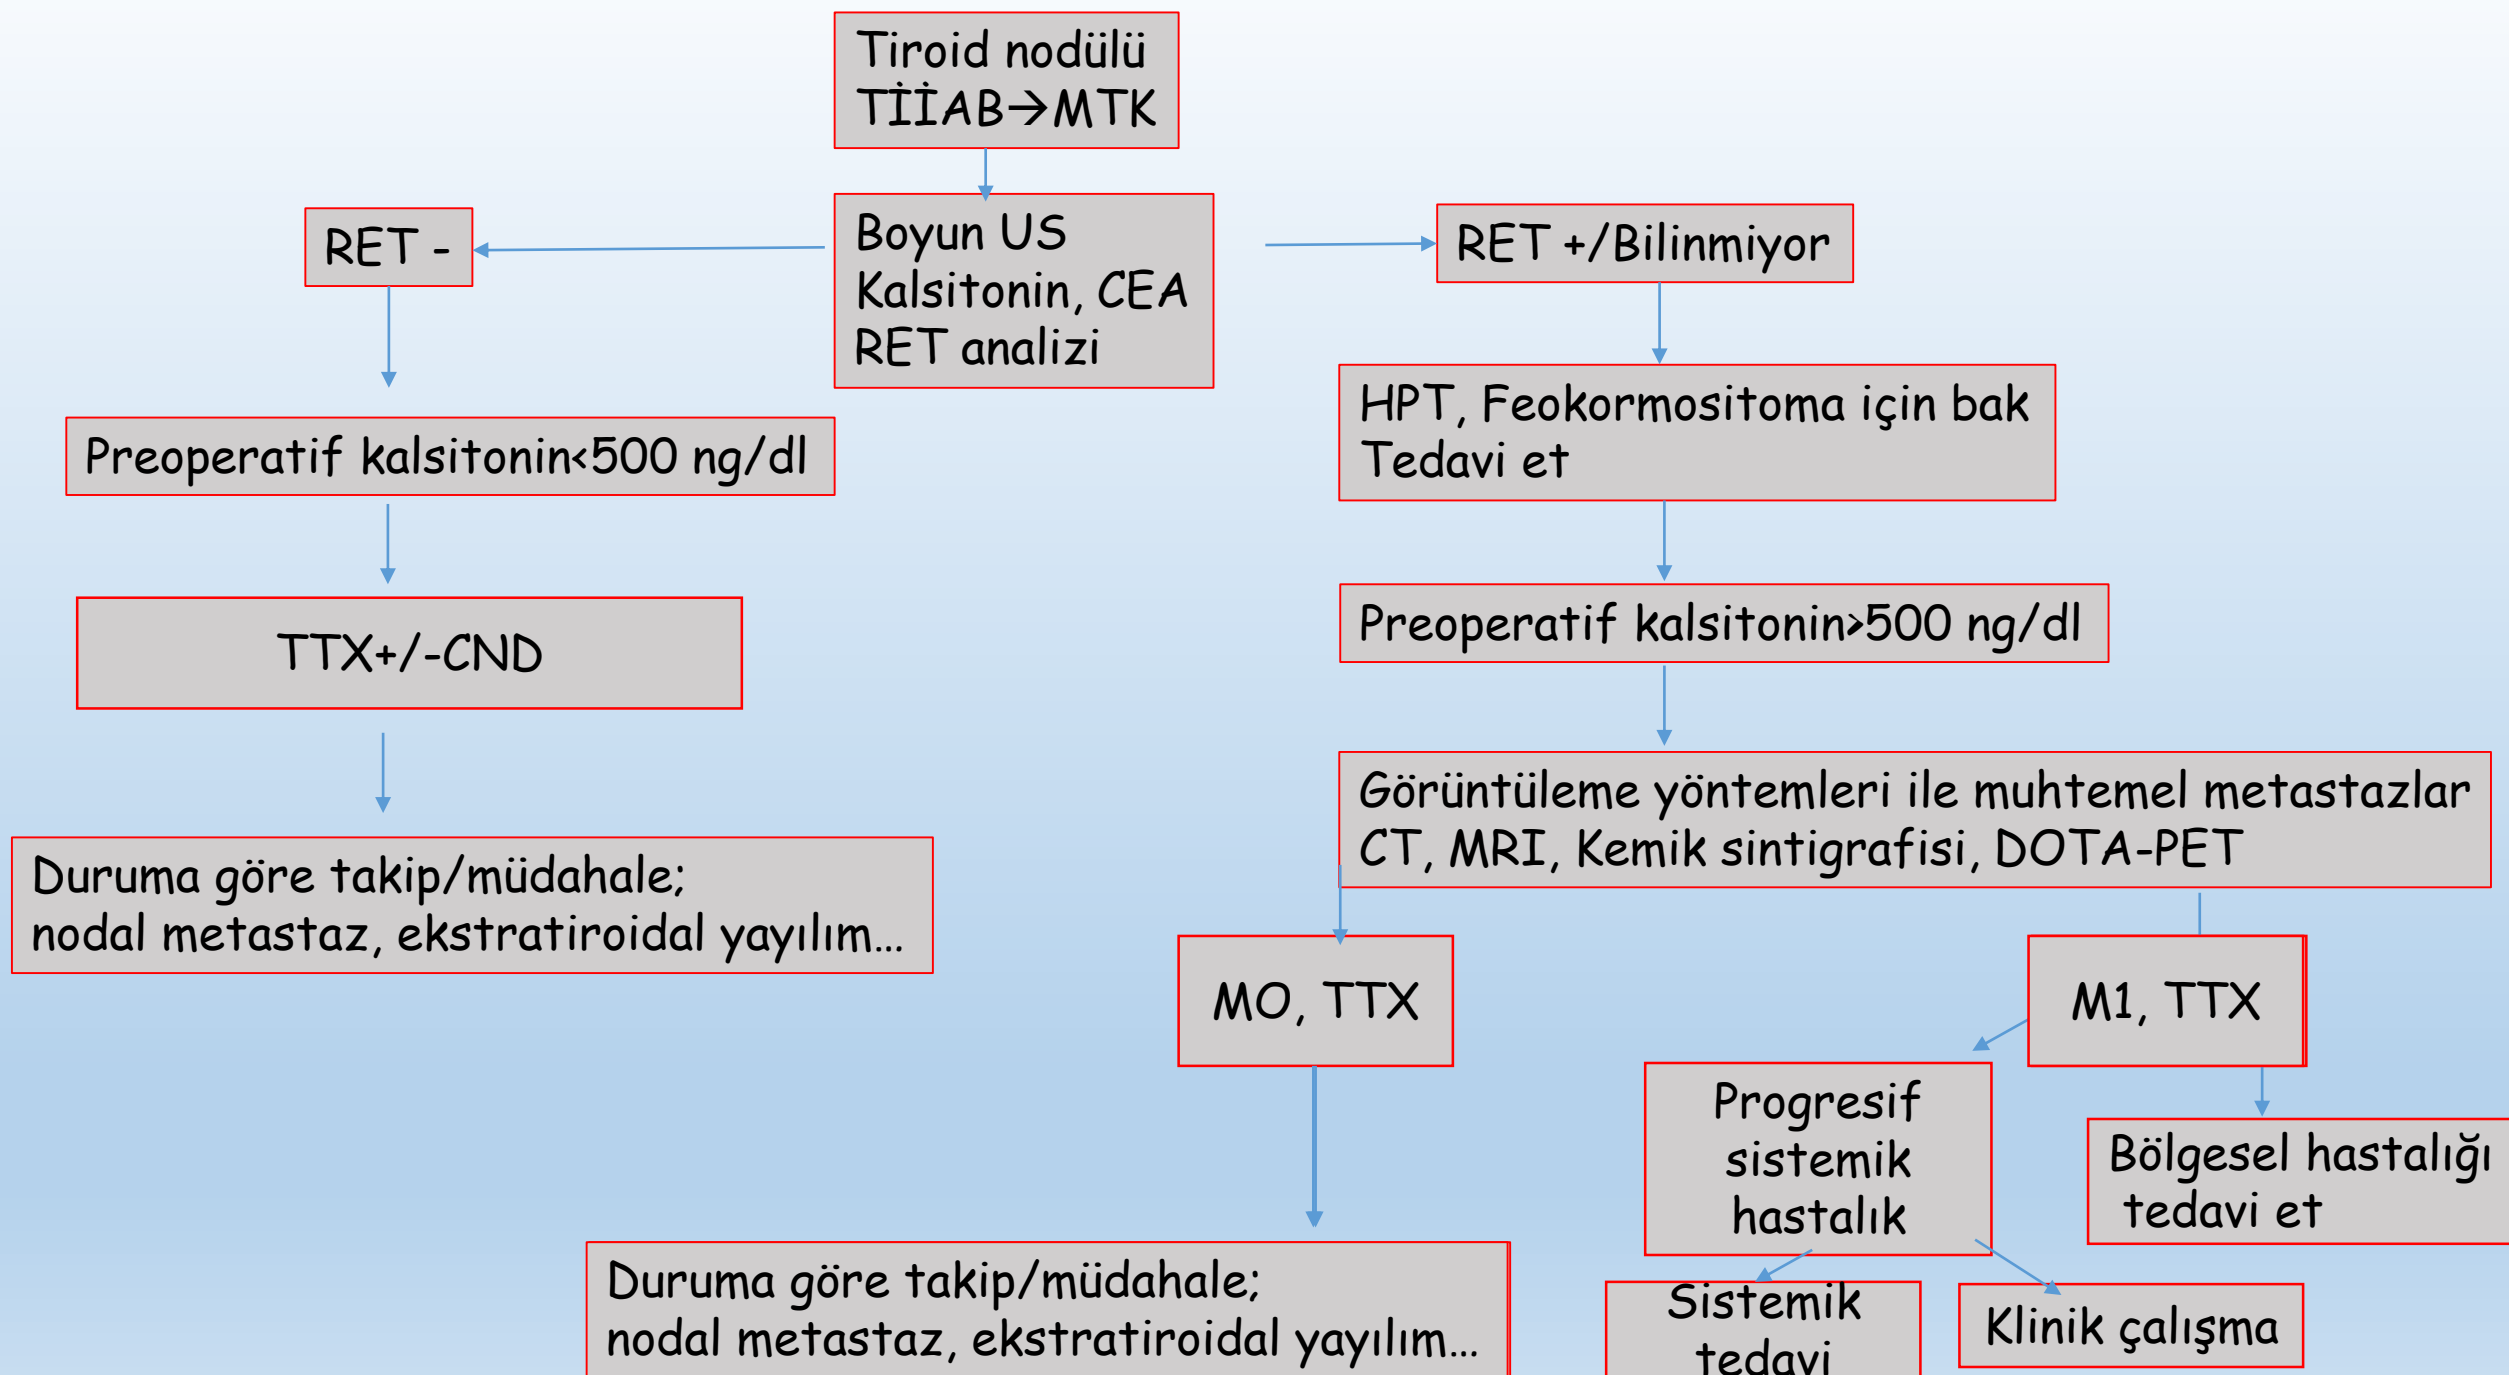 Tiroid nodülü
TİİAB→MTK
RET -
Boyun US
Kalsitonin, CEA
RET analizi
RET +/Bilinmiyor
Preoperatif kalsitonin<500 ng/dl
HPT, Feokormositoma için bak
Tedavi et
TTX+/-CND
Preoperatif kalsitonin>500 ng/dl
Duruma göre takip/müdahale;
nodal metastaz, ekstratiroidal yayılım...
Görüntüleme yöntemleri ile muhtemel metastazlar
CT, MRI, Kemik sintigrafisi, DOTA-PET
M0, TTX
M1, TTX
Progresif
sistemik
hastalık
Bölgesel hastalığı
tedavi et
Duruma göre takip/müdahale;
nodal metastaz, ekstratiroidal yayılım...
Sistemik
tedavi
Klinik çalışma